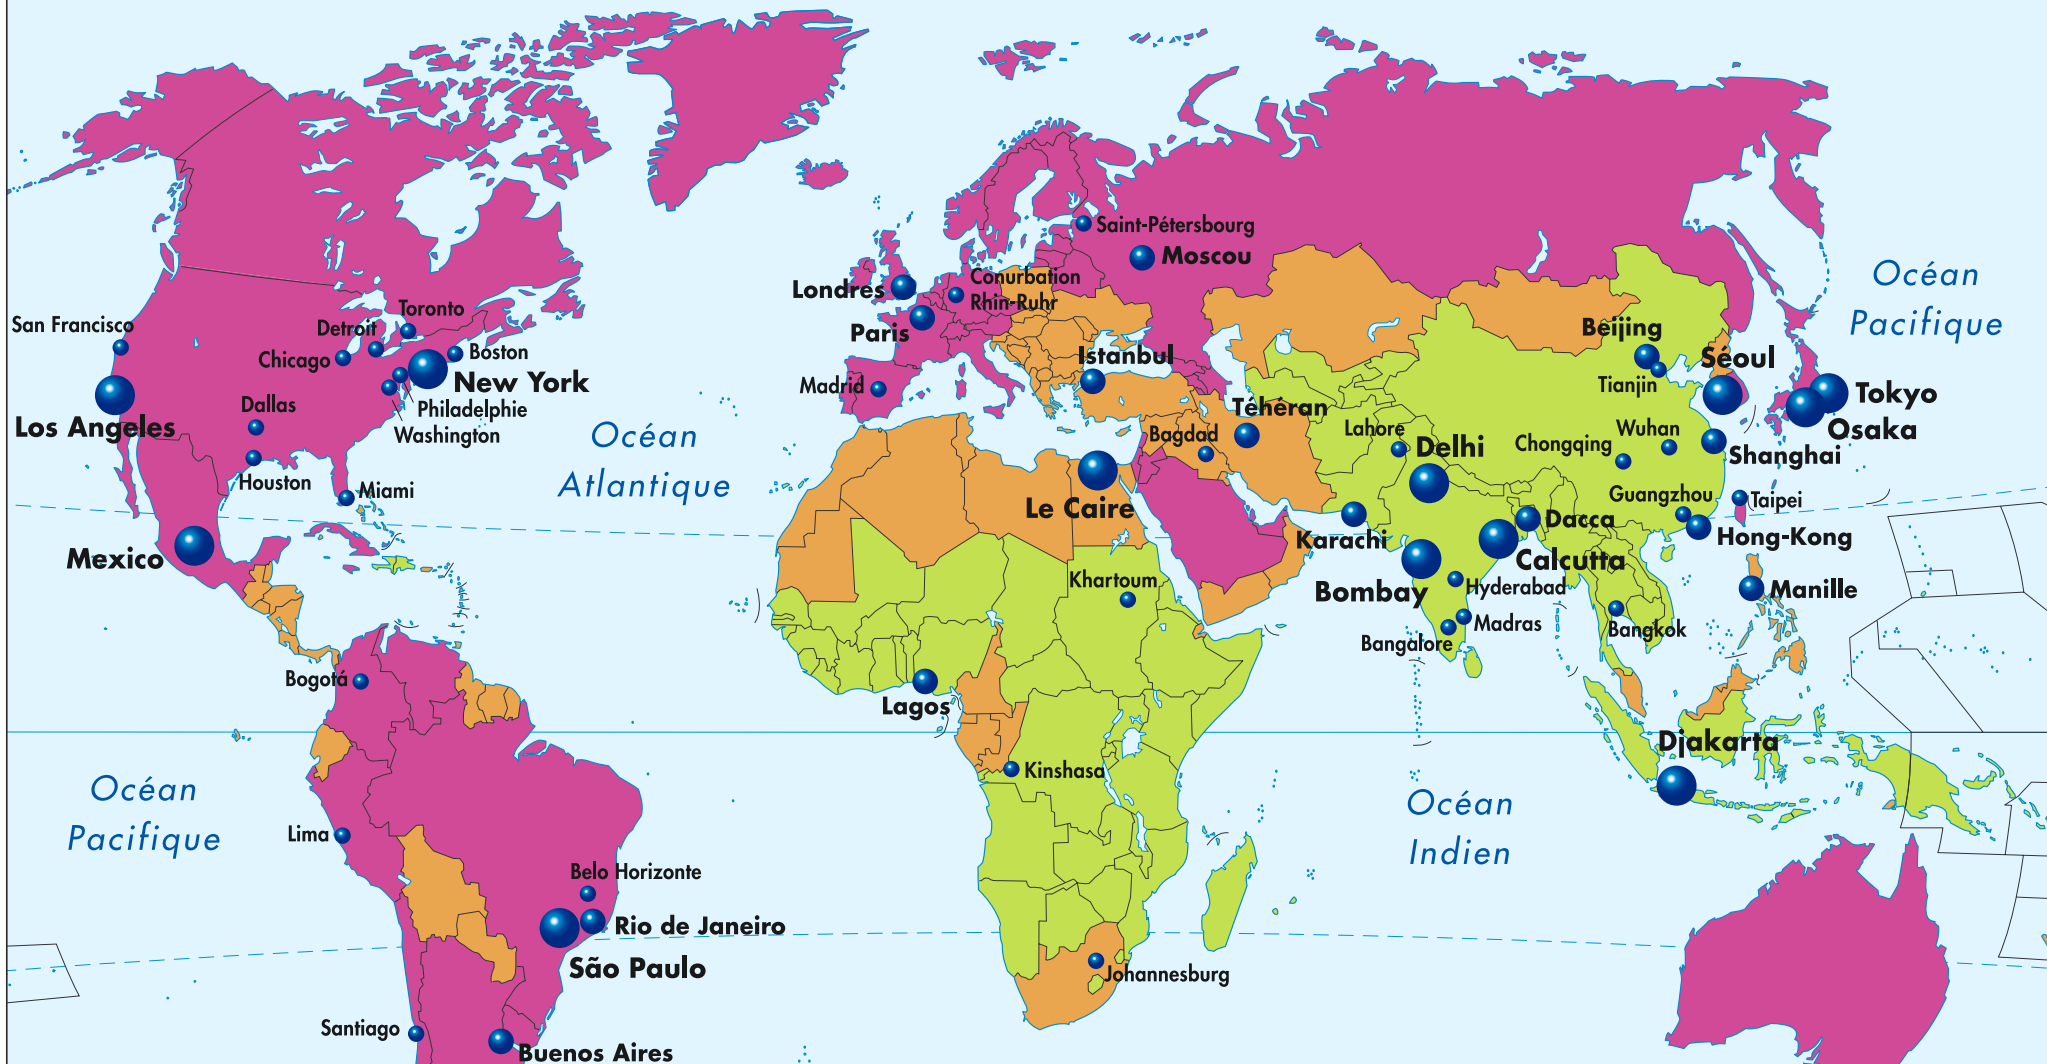 Saint-Pétersbourg
Moscou
Océan
Pacifique
Londres
Conurbation
Rhin-Ruhr
Toronto
San Francisco
Detroit
Paris
Beijing
Chicago
Boston
Istanbul
Séoul
New York
Madrid
Tianjin
Tokyo
Los Angeles
Dallas
Philadelphie
Washington
Océan
Atlantique
Téhéran
Bagdad
Lahore
Delhi
Chongqing
Wuhan
Osaka
Shanghai
Houston
Miami
Le Caire
Guangzhou
Taipei
Mexico
Karachi
Dacca
Hong-Kong
Calcutta
Khartoum
Bombay
Hyderabad
Manille
Madras
Bangalore
Bangkok
Bogotá
Lagos
Djakarta
Kinshasa
Océan
Pacifique
Océan
Indien
Lima
Belo Horizonte
Rio de Janeiro
São Paulo
Johannesburg
Santiago
Buenos Aires